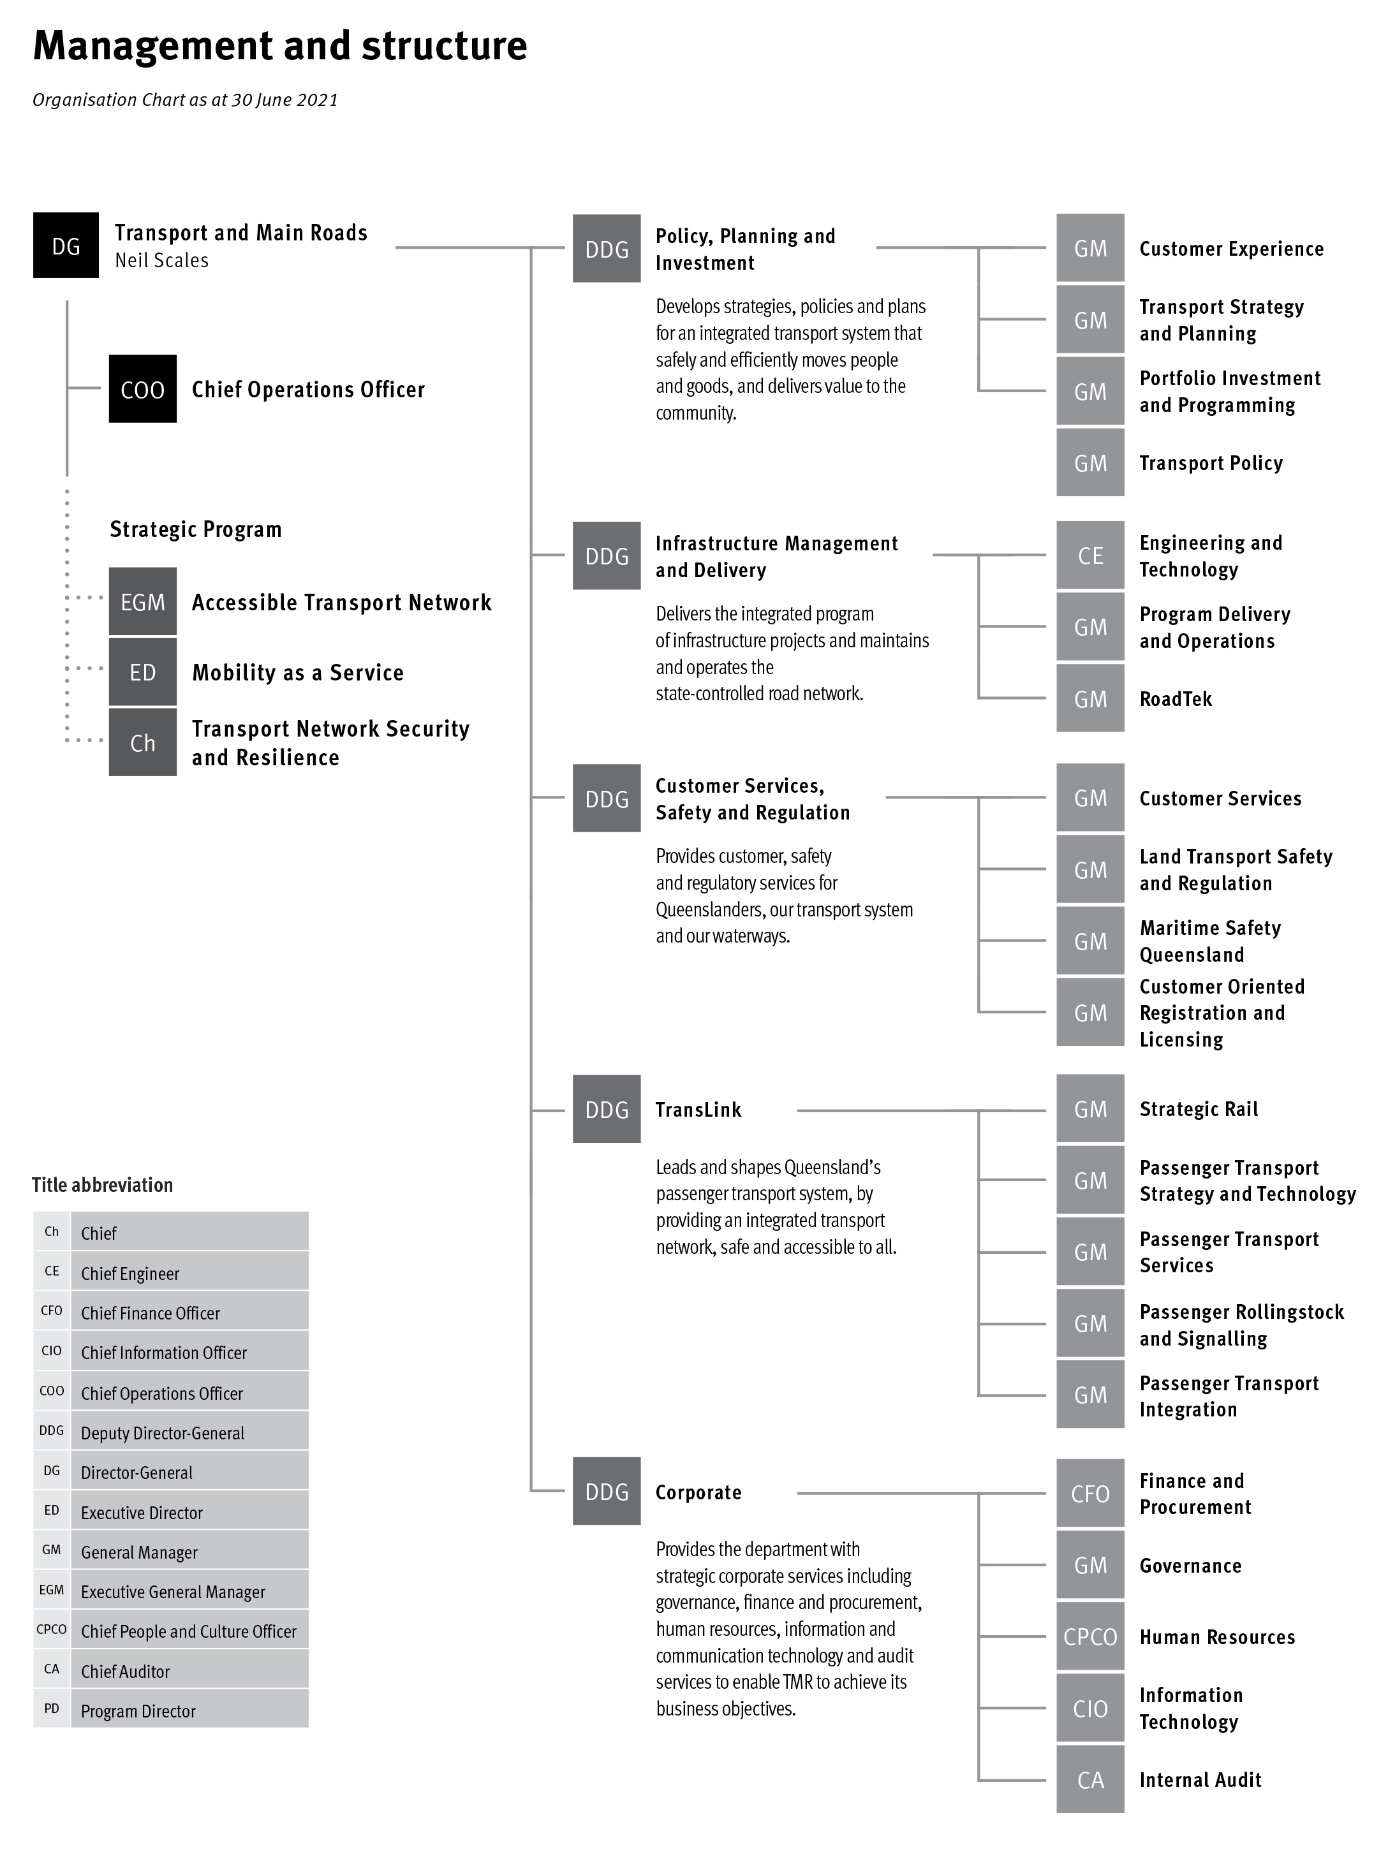 Management and structure
Organisation Chart as at 30 June 2021
DG
Transport and Main Roads
Neil Scales
COO
Chief Operations Officer
Strategic Program
EGM
Accessible Transport Network
ED
Mobility as a Service
Ch
Transport Network Security
and Resilience
DDG
Policy, Planning and
Investment
Develops strategies, policies and plans
for an integrated transport system that
safely and efficiently moves people
and goods, and delivers value to the
community.
GM
Customer Experience
GM
Transport Strategy
and Planning
GM
Portfolio Investment
and Programming
GM
Transport Policy
DDG
Infrastructure Management
and Delivery
Delivers the integrated program
of infrastructure projects and maintains
and operates the
state-controlled road network.
CE
Engineering and
Technology
GM
Program Delivery
and Operations
GM
RoadTek
DDG
Customer Services,
Safety and Regulation
Provides customer, safety
and regulatory services for
Queenslanders, our transport system
and our waterways.
GM
Customer Services
GM
Land Transport Safety
and Regulation
GM
Maritime Safety
Queensland
GM
Customer Oriented
Registration and
Licensing
DDG
TransLink
Leads and shapes Queensland's
passenger transport system, by
providing an integrated transport
network, safe and accessible to all.
GM
Strategic Rail
GM
Passenger Transport
Strategy and Technology
GM
Passenger Transport
Services
GM
Passenger Rollingstock
and Signalling
GM
Passenger Transport
Integration
DDG
Corporate
Provides the department with
strategic corporate services including
governance, finance and procurement,
human resources, information and
communication technology and audit
services to enable TMR to achieve its
business objectives.
CFO
Finance and
Procurement
GM
Governance
CPCO
Human Resources
CIO
Information
Technology
CA
Internal Audit
Title abbreviation
Ch Chief
CE Chief Engineer
CFO Chief Finance Officer
CIO Chief Information Officer
COO Chief Operations Officer
DDG Deputy Director-General
DG Director-General
ED Executive Director
GM General Manager
EGM Executive General Manager
CPCO Chief People and Culture Officer
CA Chief Auditor
PD Program Director